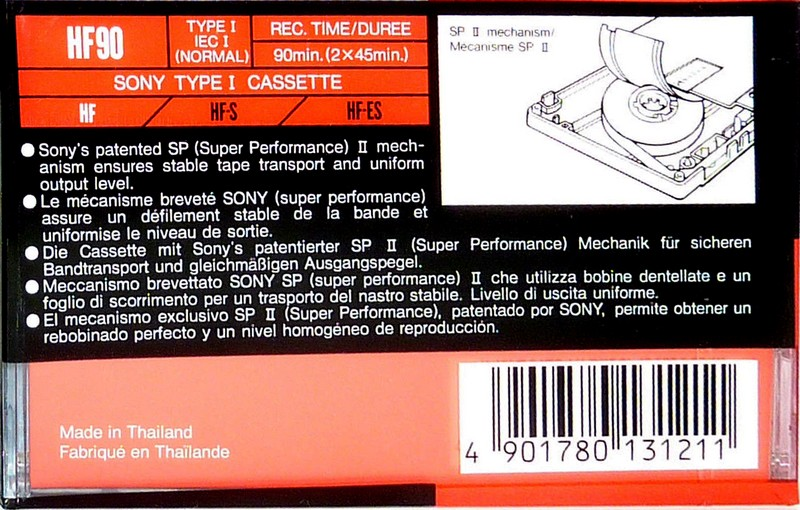 HF90
TYPE I
IEC I
(NORMAL)
REC. TIME/DUREE
90min.(2×45min.)
SONY TYPE I CASSETTE
HF / HF-S / HF-ES
SP II mechanism/
Mécanisme SP II
●Sony's patented SP (Super Performance) II mech-
anism ensures stable tape transport and uniform
output level.
●Le mécanisme breveté SONY (super performance)
assure un défilement stable de la bande et
uniformise le niveau de sortie.
●Die Cassette mit Sony's patentierter SP II (Super Performance) Mechanik für sicheren
Bandtransport und gleichmäßigen Ausgangspegel.
●Meccanismo brevettato SONY SP (super performance) II che utilizza bobine dentellate e un
foglio di scorrimento per un trasporto del nastro stabile. Livello di uscita uniforme.
●El mecanismo exclusivo SP II (Super Performance), patentado por SONY, permite obtener un
rebobinado perfecto y un nivel homogéneo de reproducción.
Made in Thailand
Fabriqué en Thaïlande
4 901780 131211